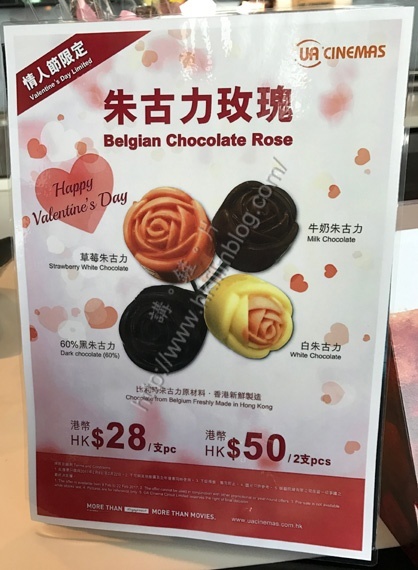 情人節限定
Valentine's Day Limited
UA CINEMAS
朱古力玫瑰
Belgian Chocolate Rose
Happy
Valentine's Day
草莓朱古力
Strawberry White Chocolate
牛奶朱古力
Milk Chocolate
60%黑朱古力
Dark chocolate (60%)
白朱古力
White Chocolate
比利時朱古力原材料，香港新鮮製造
Chocolate from Belgium Freshly Made in Hong Kong
港幣
HK$28/支pc
港幣
HK$50/2支pcs
MORE THAN MORE THAN MOVIES.
www.uacinemas.com.hk